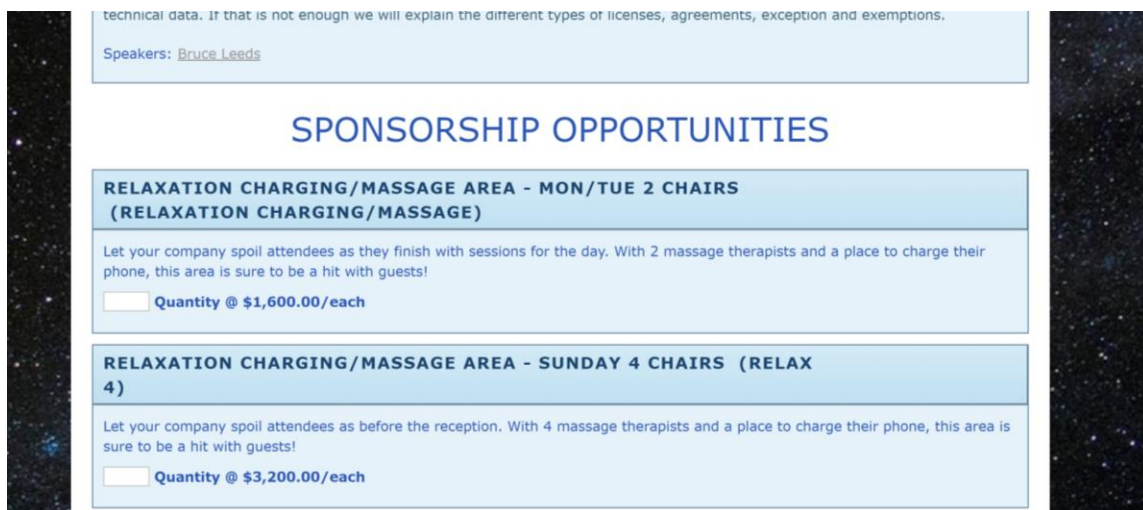 technical data. If that is not enough we will explain the different types of licenses, agreements, exception and exemptions.
Speakers: Bruce Leeds
SPONSORSHIP OPPORTUNITIES
RELAXATION CHARGING/MASSAGE AREA - MON/TUE 2 CHAIRS
(RELAXATION CHARGING/MASSAGE)
Let your company spoil attendees as they finish with sessions for the day. With 2 massage therapists and a place to charge their
phone, this area is sure to be a hit with guests!
Quantity @ $1,600.00/each
RELAXATION CHARGING/MASSAGE AREA - SUNDAY 4 CHAIRS (RELAX
4)
Let your company spoil attendees as before the reception. With 4 massage therapists and a place to charge their phone, this area is
sure to be a hit with guests!
Quantity @ $3,200.00/each